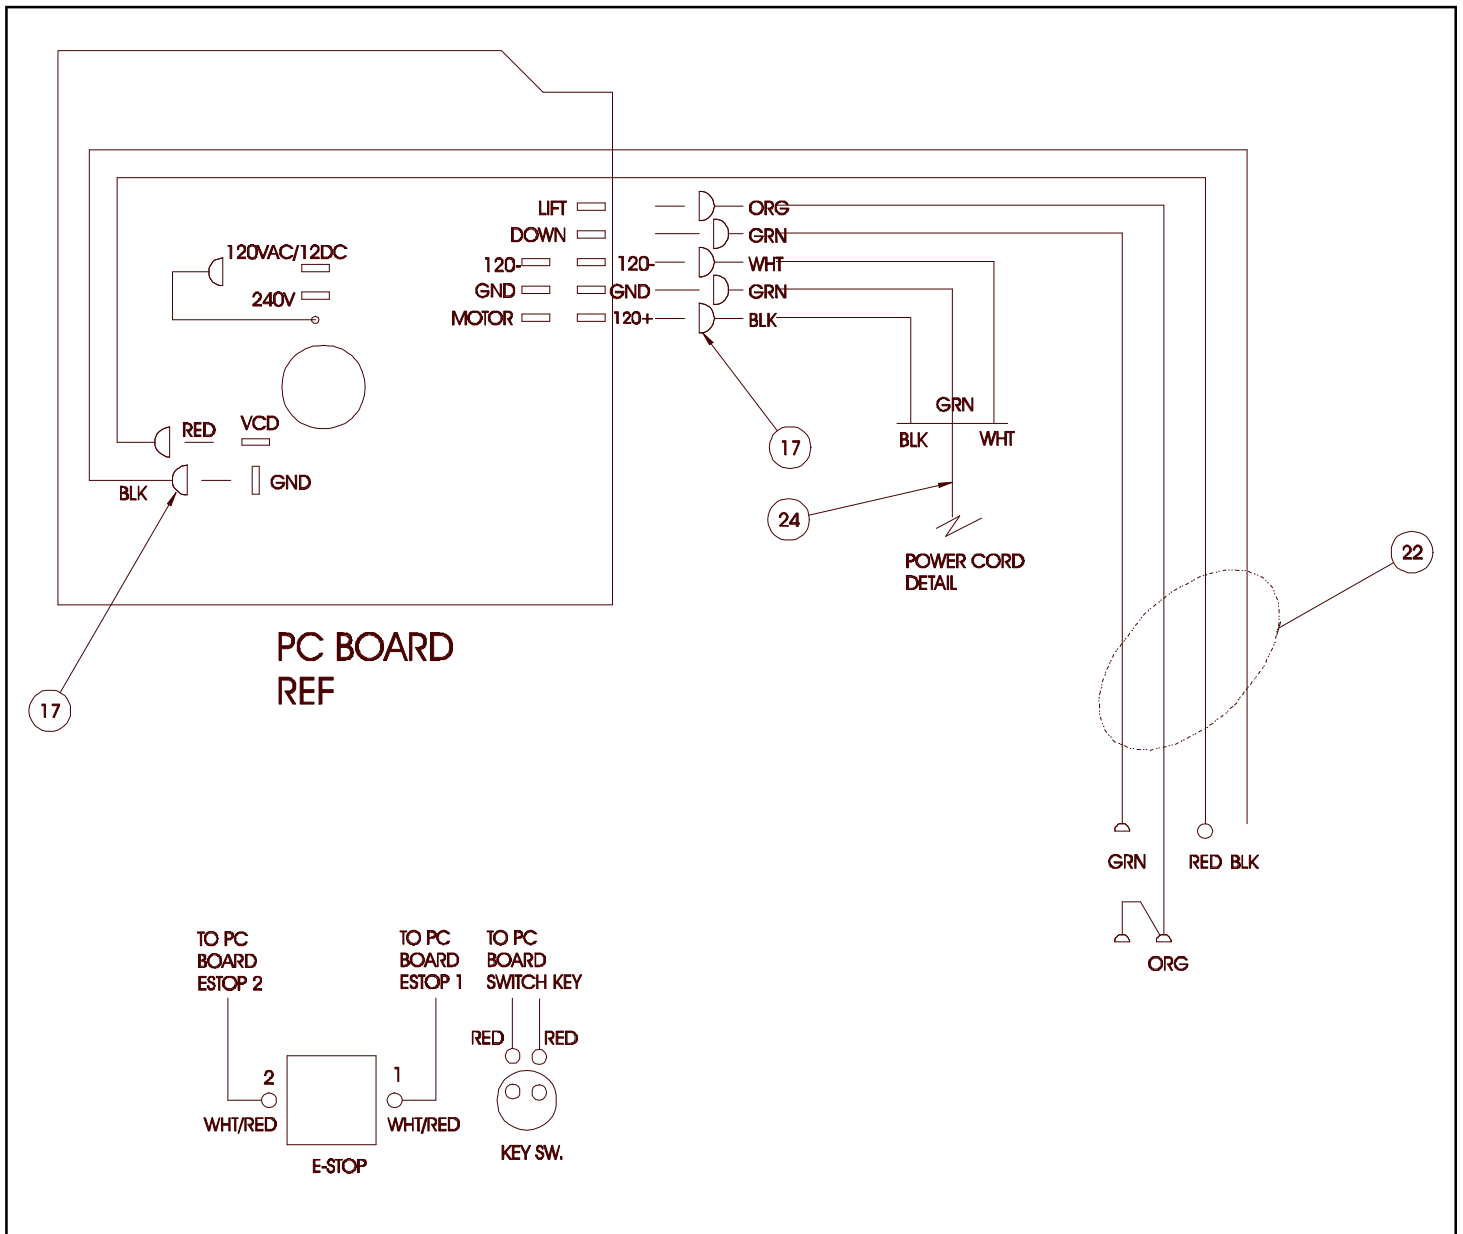 LIFT
ORG
DOWN
GRN
120VAC/12DC
120-
120-
WHT
240V
GND
GND
GRN
MOTOR
120+
BLK
GRN
RED
VCD
BLK
WHT
17
BLK
GND
24
22
POWER CORD
DETAIL
PC BOARD
REF
17
GRN
RED
BLK
ORG
TO PC
BOARD
ESTOP 2
TO PC
BOARD
ESTOP 1
TO PC
BOARD
SWITCH KEY
RED
RED
2
1
WHT/RED
WHT/RED
E-STOP
KEY SW.